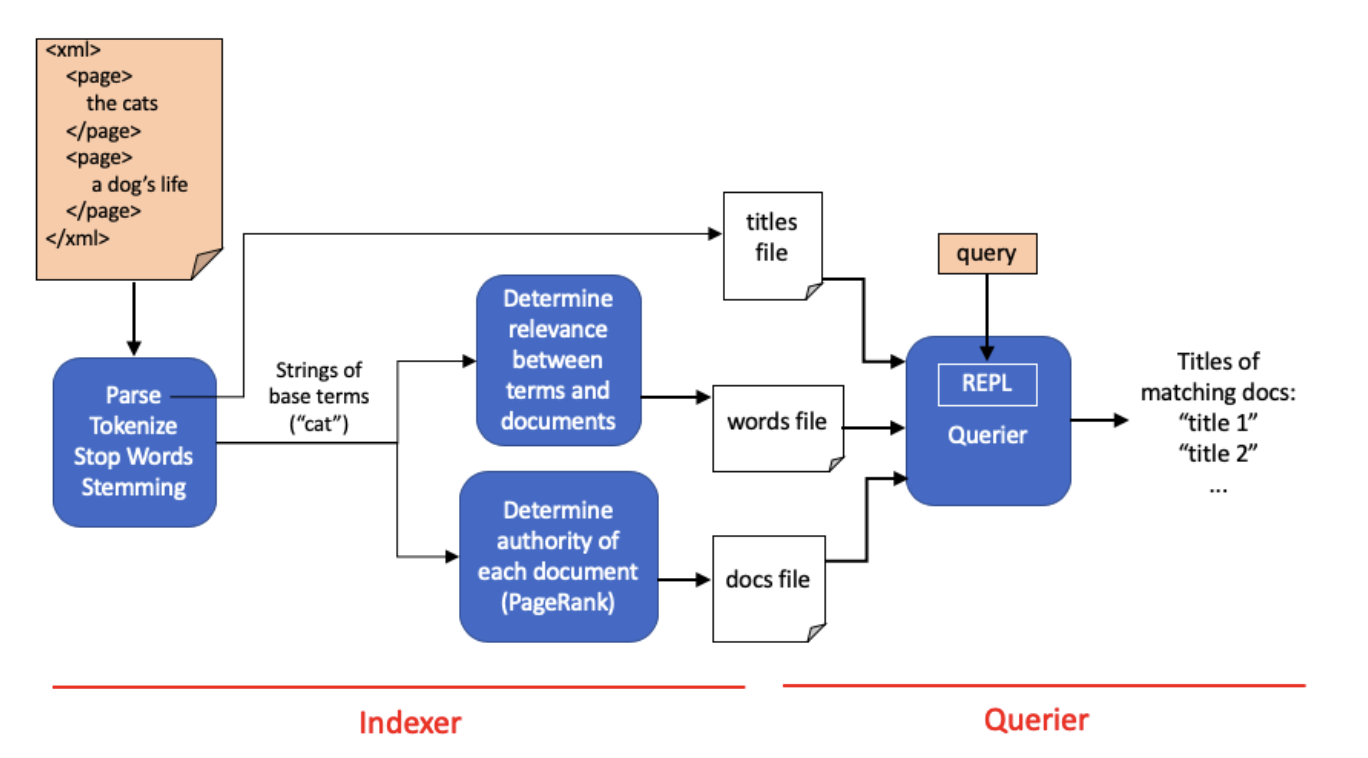 <xml>
<page>
the cats
</page>
<page>
a dog’s life
</page>
</xml>
Parse
Tokenize
Stop Words
Stemming
Strings of
base terms
(“cat”)
Determine
relevance
between
terms and
documents
Determine
authority of
each document
(PageRank)
titles
file
words file
docs file
query
REPL
Querier
Titles of
matching docs:
“title 1”
“title 2”
...
Indexer
Querier